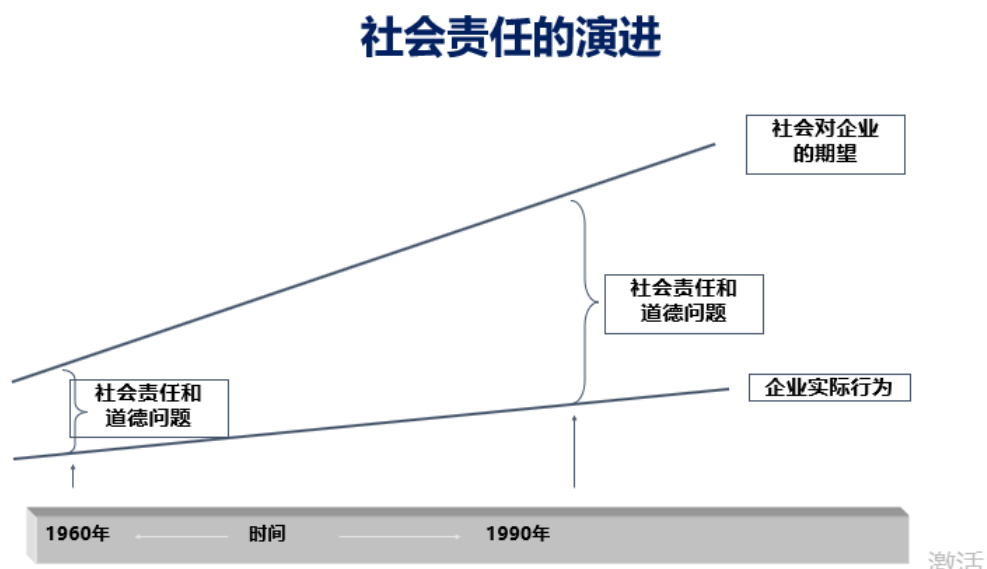 社会责任的演进
社会对企业
的期望
社会责任和
道德问题
社会责任和
道德问题
企业实际行为
1960年
时间
1990年
激活